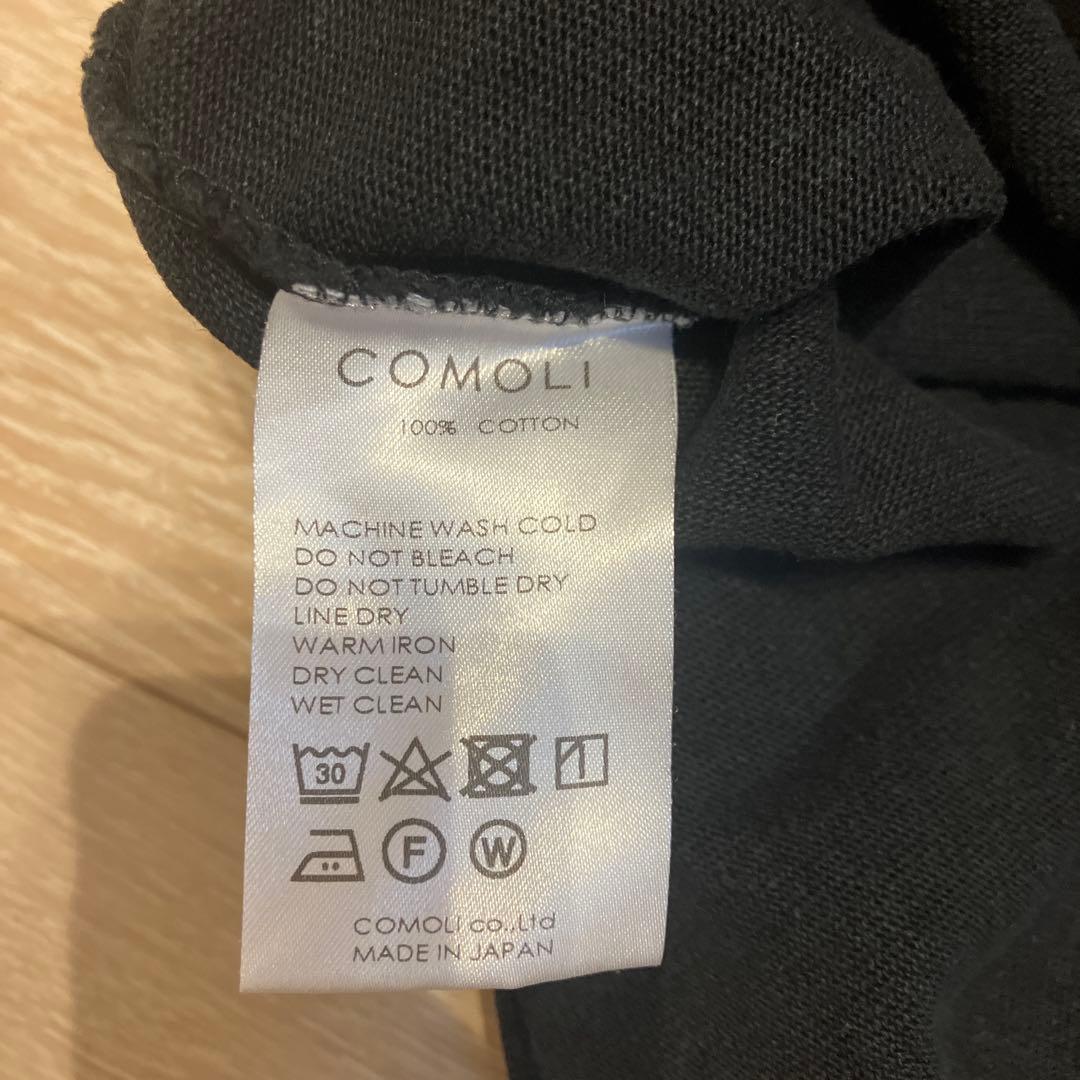 COMOLI
100% COTTON
MACHINE WASH COLD
DO NOT BLEACH
DO NOT TUMBLE DRY
LINE DRY
WARM IRON
DRY CLEAN
WET CLEAN
30
F W
COMOLI co.,Ltd
MADE IN JAPAN